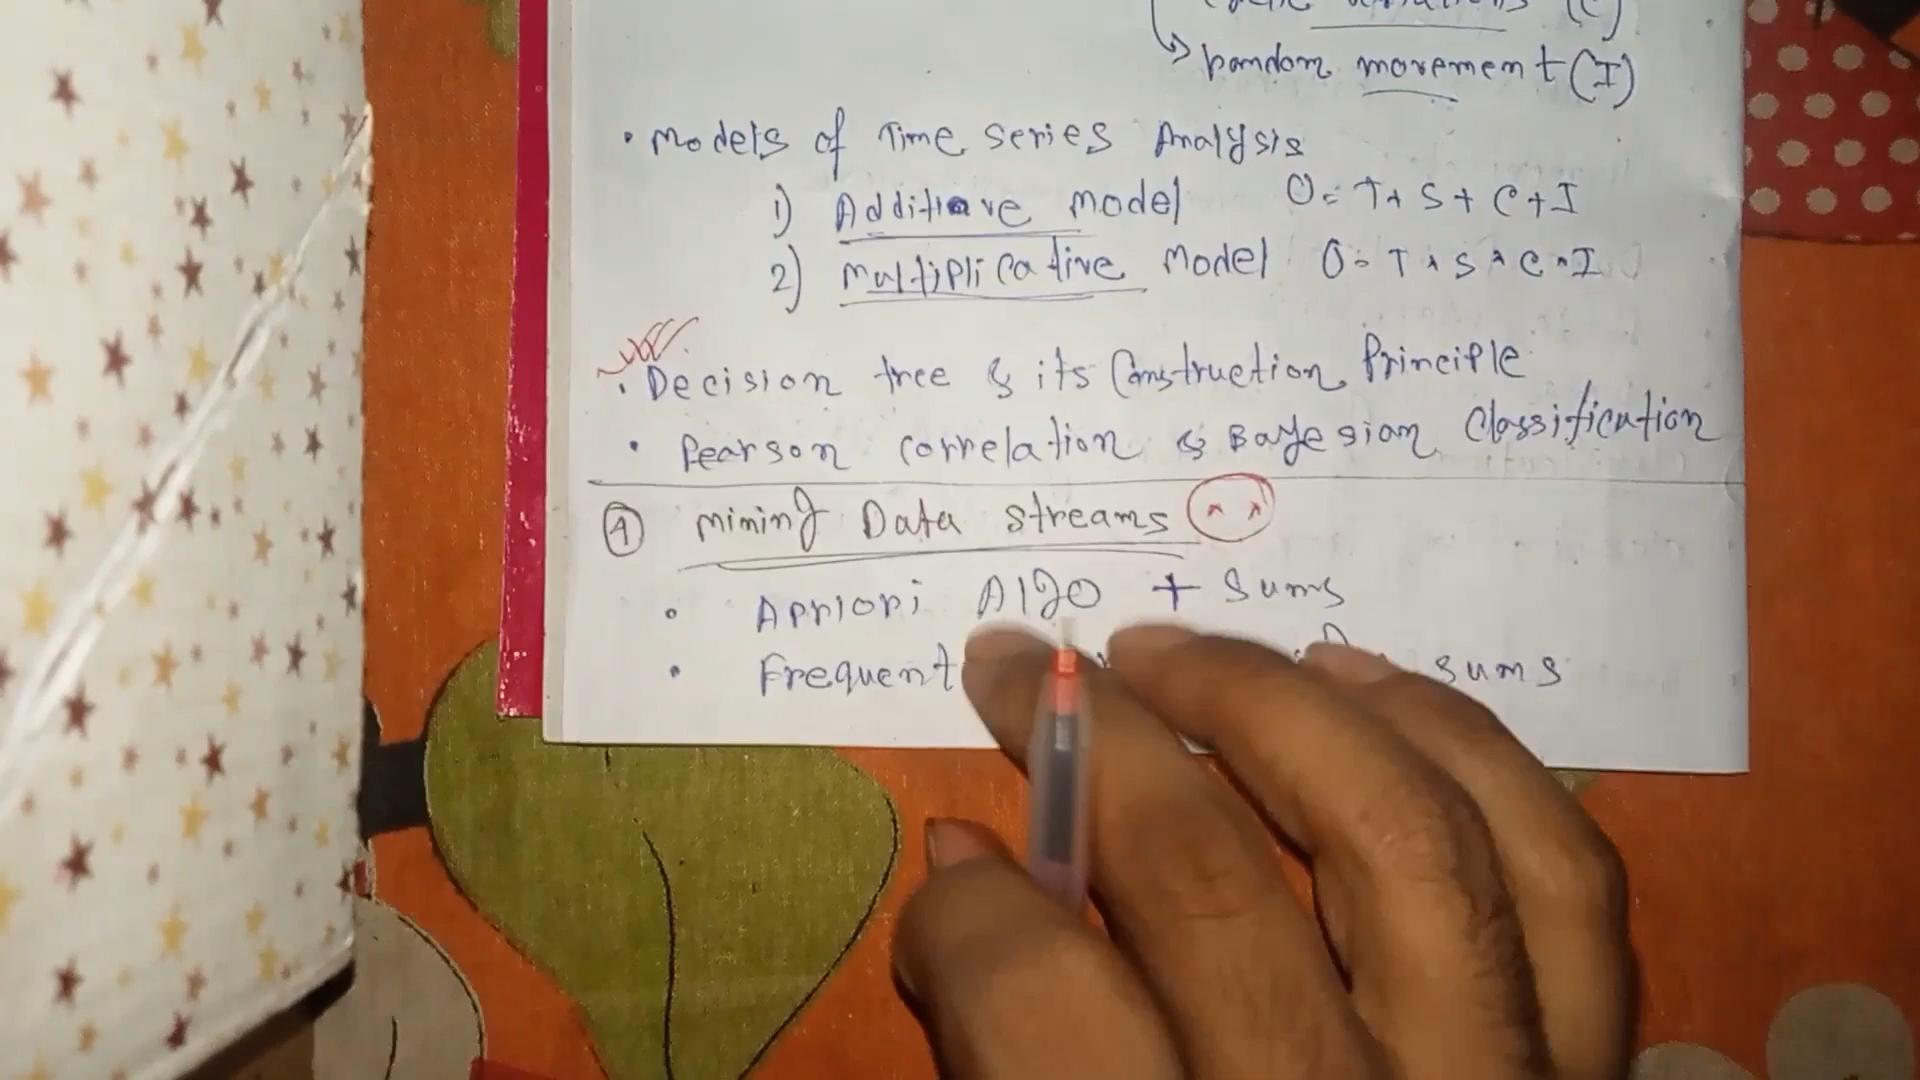 (C)
↳ Random movement (I)
• Models of Time series Analysis
1) Additive model O = T + S + C + I
2) Multiplicative Model O = T * S * C * I
• Decision tree & its Construction Principle
• Pearson correlation & Bayesian Classification
④ Mining Data streams
• Apriori Algo + Sums
• Frequent sums